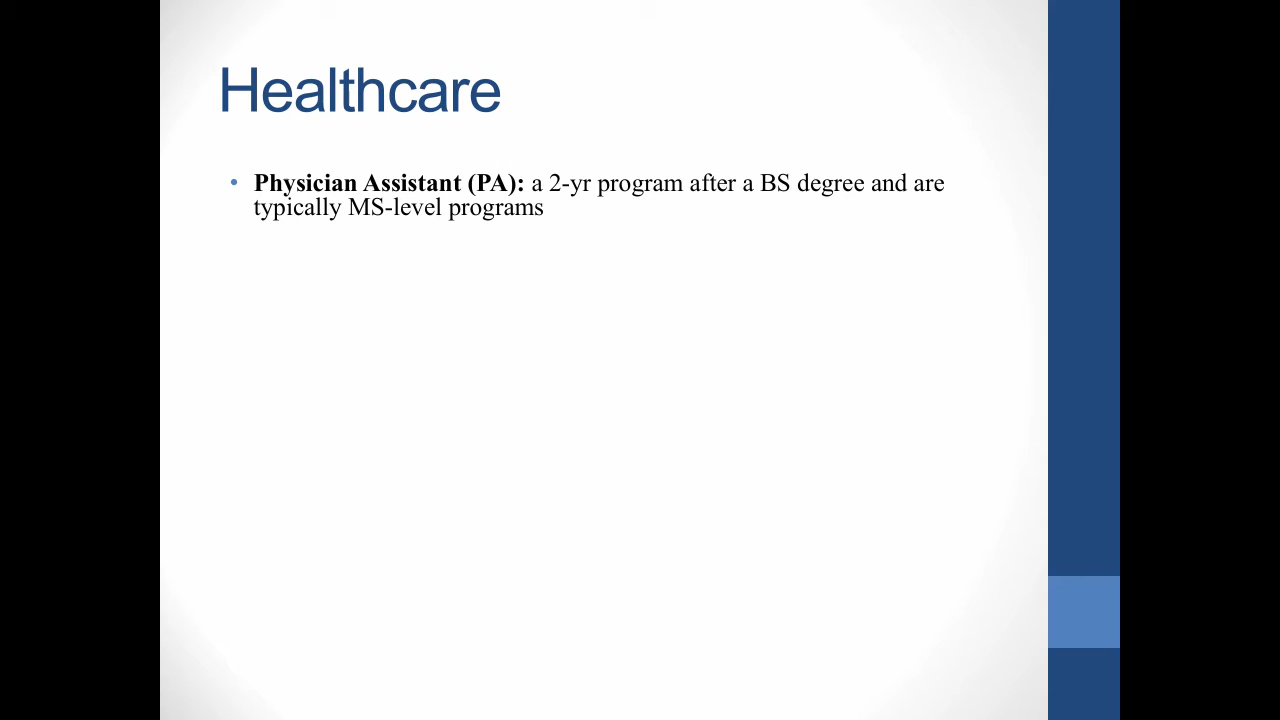 Healthcare
• Physician Assistant (PA): a 2-yr program after a BS degree and are
typically MS-level programs